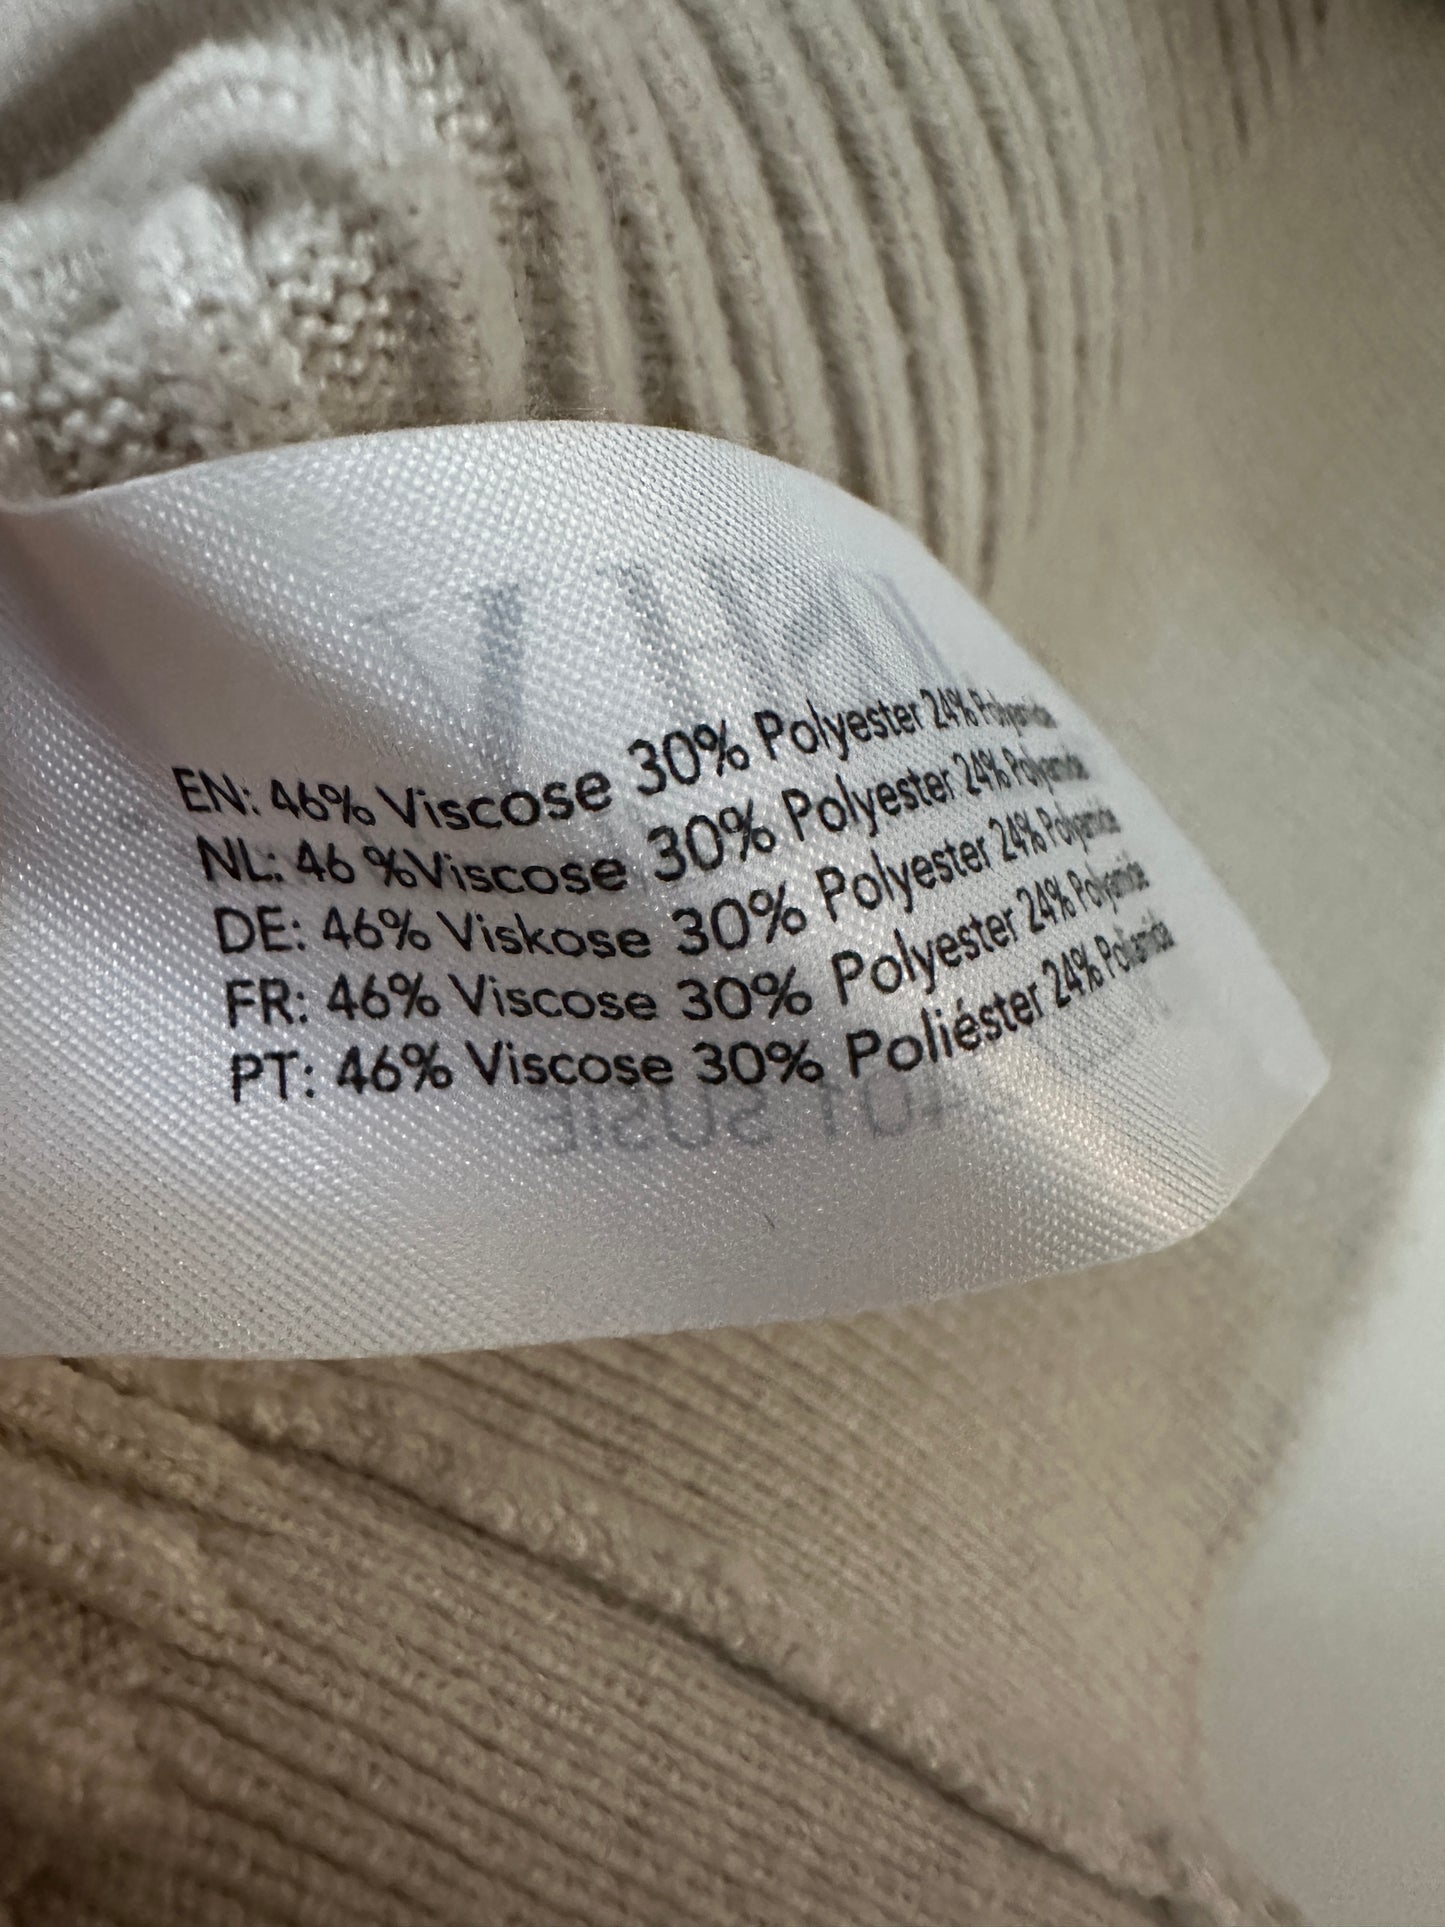 EN: 46% Viscose 30% Polyester 24% Polyamide
NL: 46 %Viscose 30% Polyester 24% Polyamide
DE: 46% Viskose 30% Polyester 24% Polyamide
FR: 46% Viscose 30% Polyester 24% Polyamide
PT: 46% Viscose 30% Poliéster 24% Poliamida
SUSIE